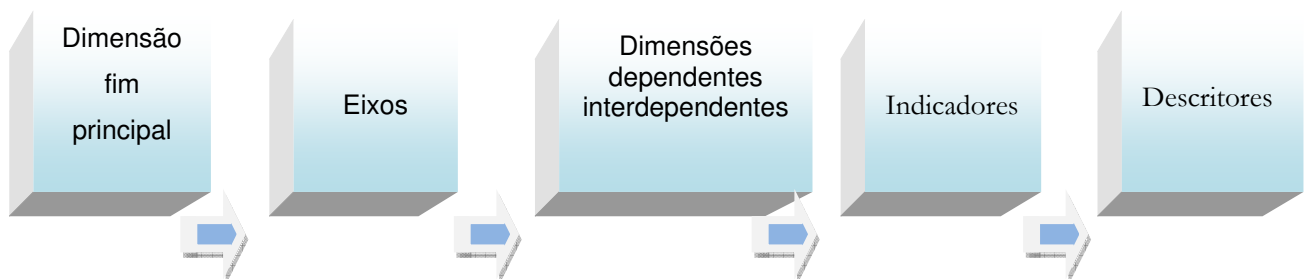 Dimensão
fim
principal
Eixos
Dimensões
dependentes
interdependentes
Indicadores
Descritores